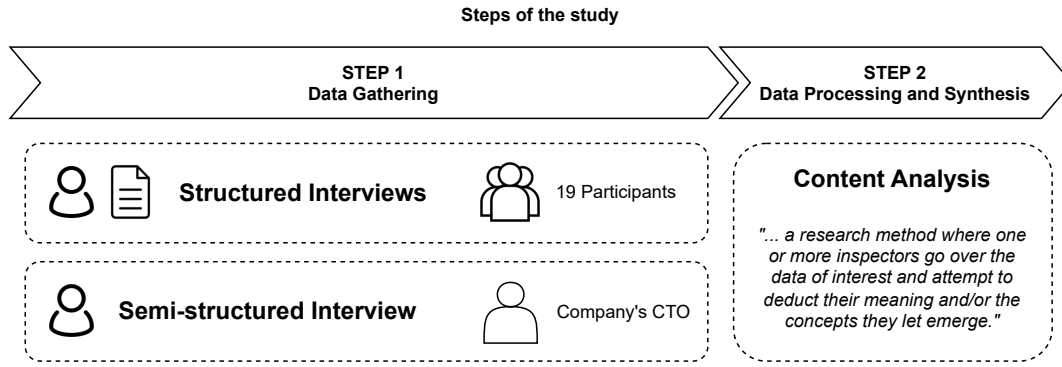 Steps of the study
STEP 1
Data Gathering
STEP 2
Data Processing and Synthesis
Structured Interviews
19 Participants
Semi-structured Interview
Company's CTO
Content Analysis
"... a research method where one
or more inspectors go over the
data of interest and attempt to
deduct their meaning and/or the
concepts they let emerge."